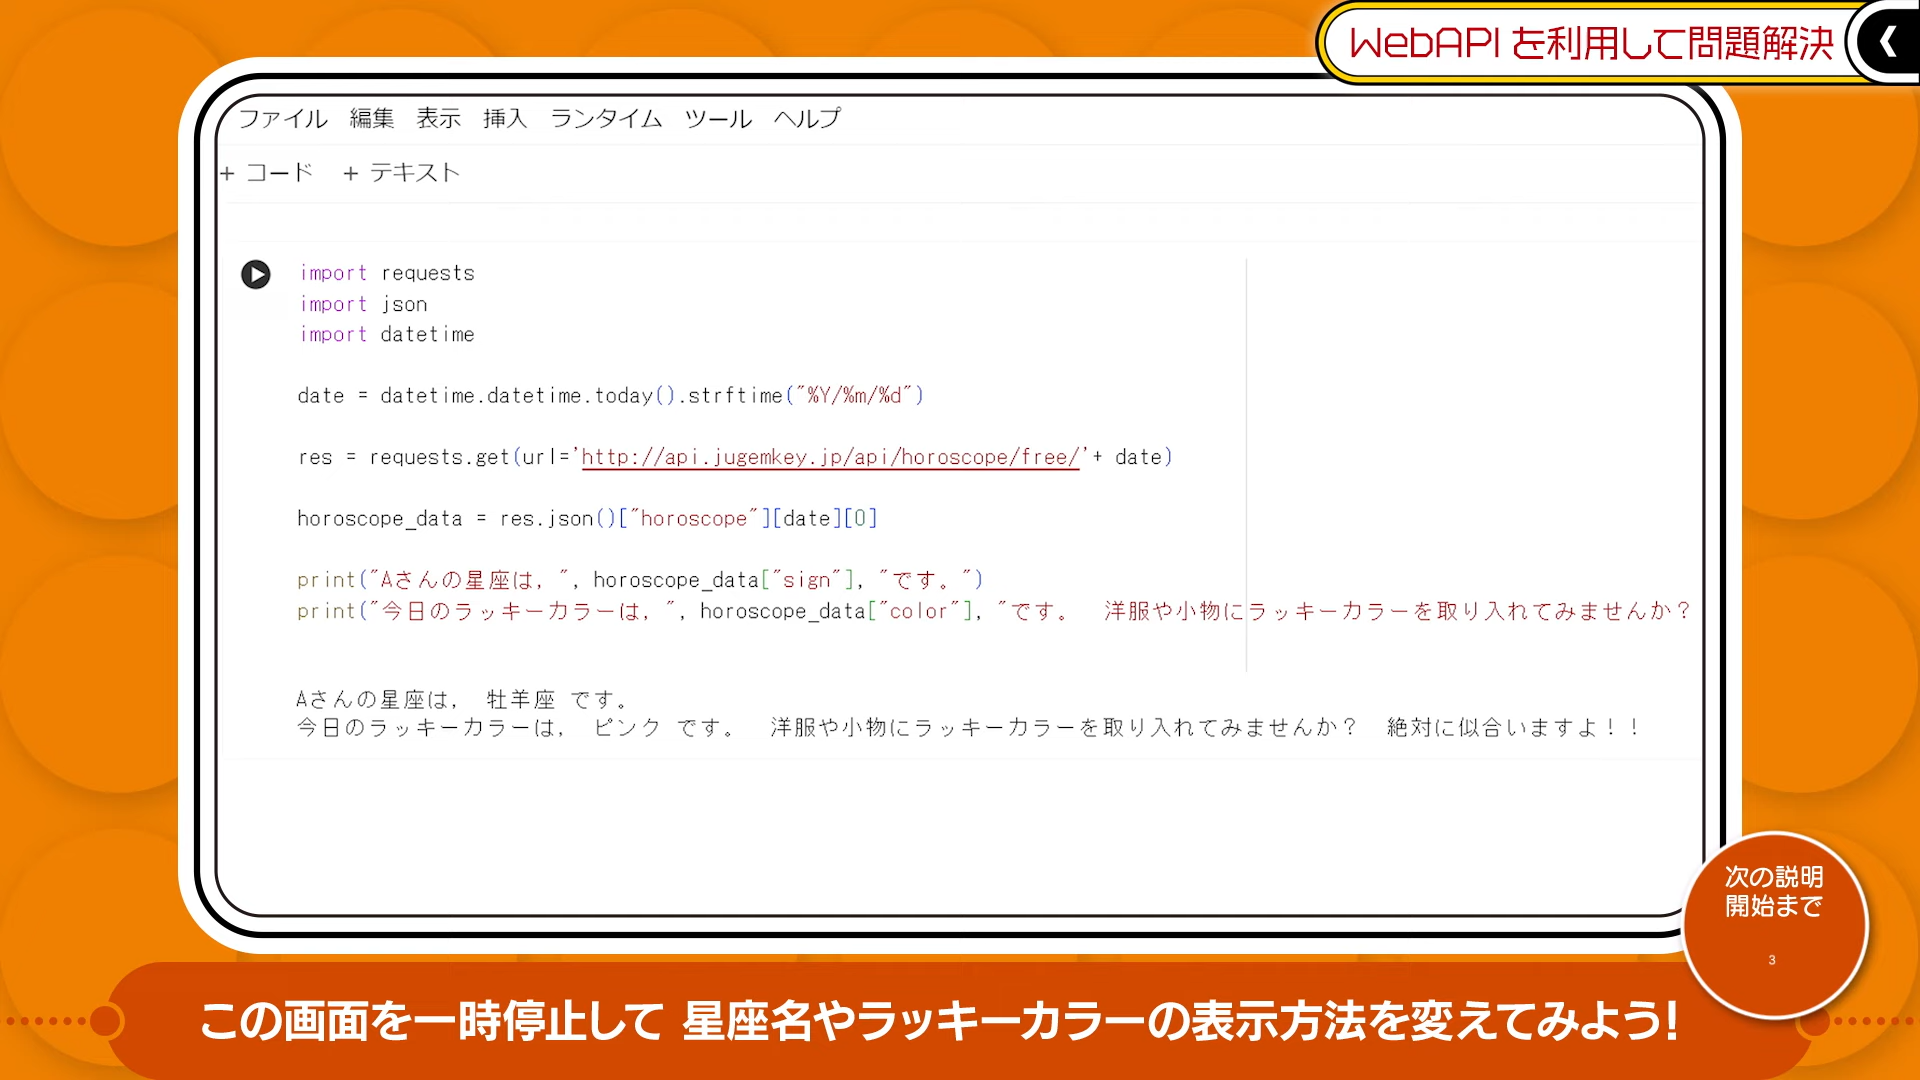 WebAPIを利用して問題解決
ファイル 編集 表示 挿入 ランタイム ツール ヘルプ
+ コード + テキスト
import requests
import json
import datetime
date = datetime.datetime.today().strftime("%Y/%m/%d")
res = requests.get(url='http://api.jugemkey.jp/api/horoscope/free/'+ date)
horoscope_data = res.json()["horoscope"][date][0]
print("Aさんの星座は，", horoscope_data["sign"], "です。")
print("今日のラッキーカラーは，", horoscope_data["color"], "です。　洋服や小物にラッキーカラーを取り入れてみませんか？
Aさんの星座は， 牡羊座 です。
今日のラッキーカラーは， ピンク です。　洋服や小物にラッキーカラーを取り入れてみませんか？　絶対に似合いますよ！！
次の説明
開始まで
3
この画面を一時停止して 星座名やラッキーカラーの表示方法を変えてみよう！